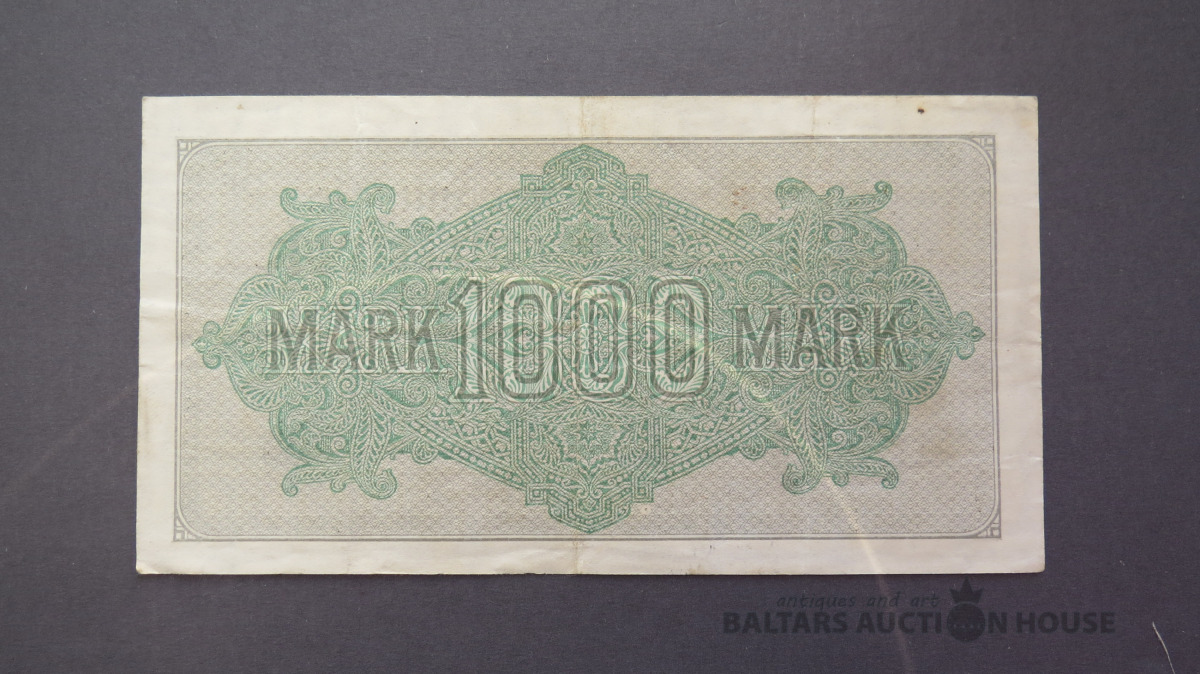 MARK 1000 MARK
antiques and art
BALTARS AUCTION HOUSE